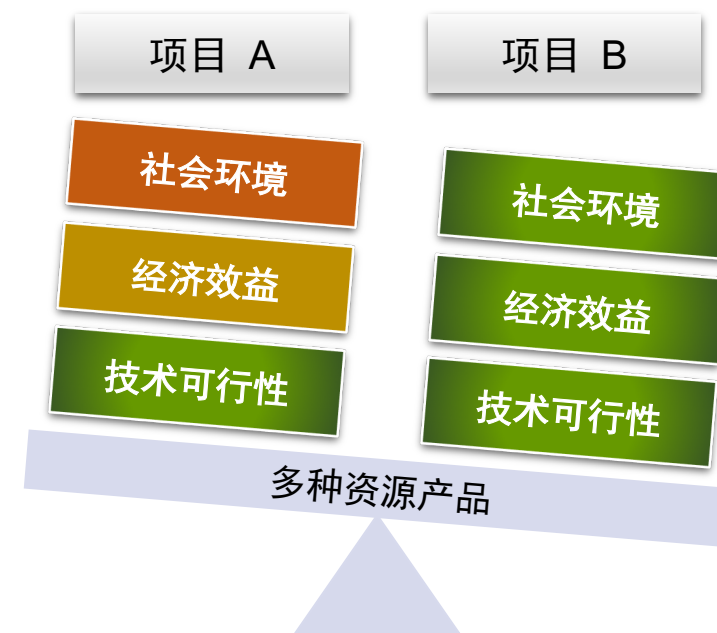 项目 A
项目 B
社会环境
社会环境
经济效益
经济效益
技术可行性
技术可行性
多种资源产品